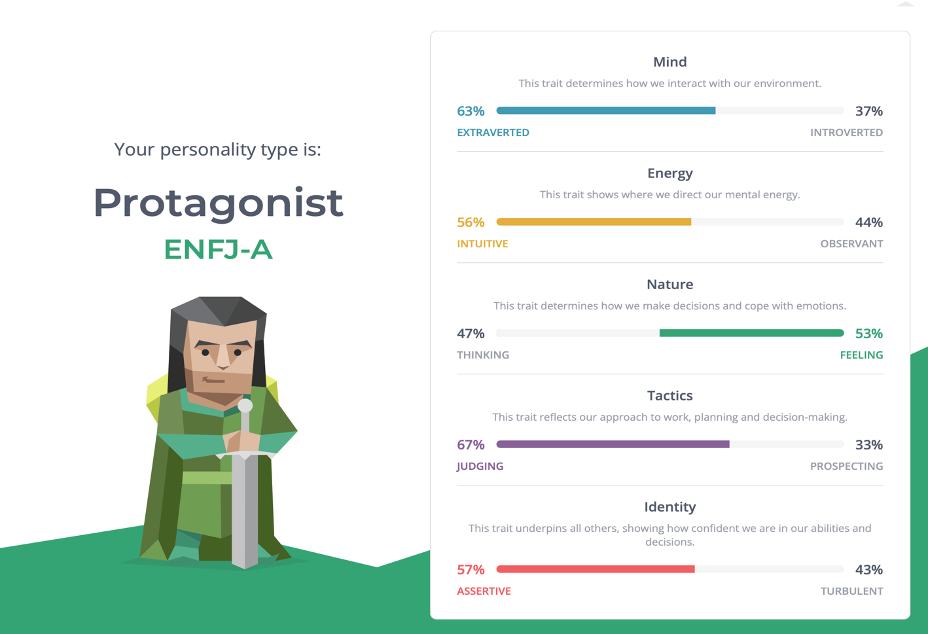 Your personality type is:
Protagonist
ENFJ-A
Mind
This trait determines how we interact with our environment.
63% 37%
EXTRAVERTED INTROVERTED
Energy
This trait shows where we direct our mental energy.
56% 44%
INTUITIVE OBSERVANT
Nature
This trait determines how we make decisions and cope with emotions.
47% 53%
THINKING FEELING
Tactics
This trait reflects our approach to work, planning and decision-making.
67% 33%
JUDGING PROSPECTING
Identity
This trait underpins all others, showing how confident we are in our abilities and
decisions.
57% 43%
ASSERTIVE TURBULENT